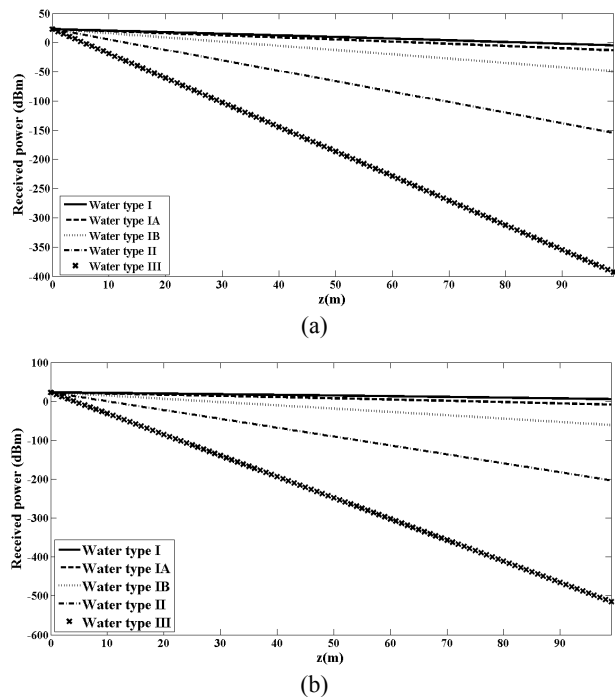 Received power (dBm)
50
0
-50
-100
-150
-200
-250
-300
-350
-400
Water type I
Water type IA
Water type IB
Water type II
Water type III
0 10 20 30 40 50 60 70 80 90
z(m)
(a)
Received power (dBm)
100
0
-100
-200
-300
-400
-500
-600
Water type I
Water type IA
Water type IB
Water type II
Water type III
0 10 20 30 40 50 60 70 80 90
z(m)
(b)